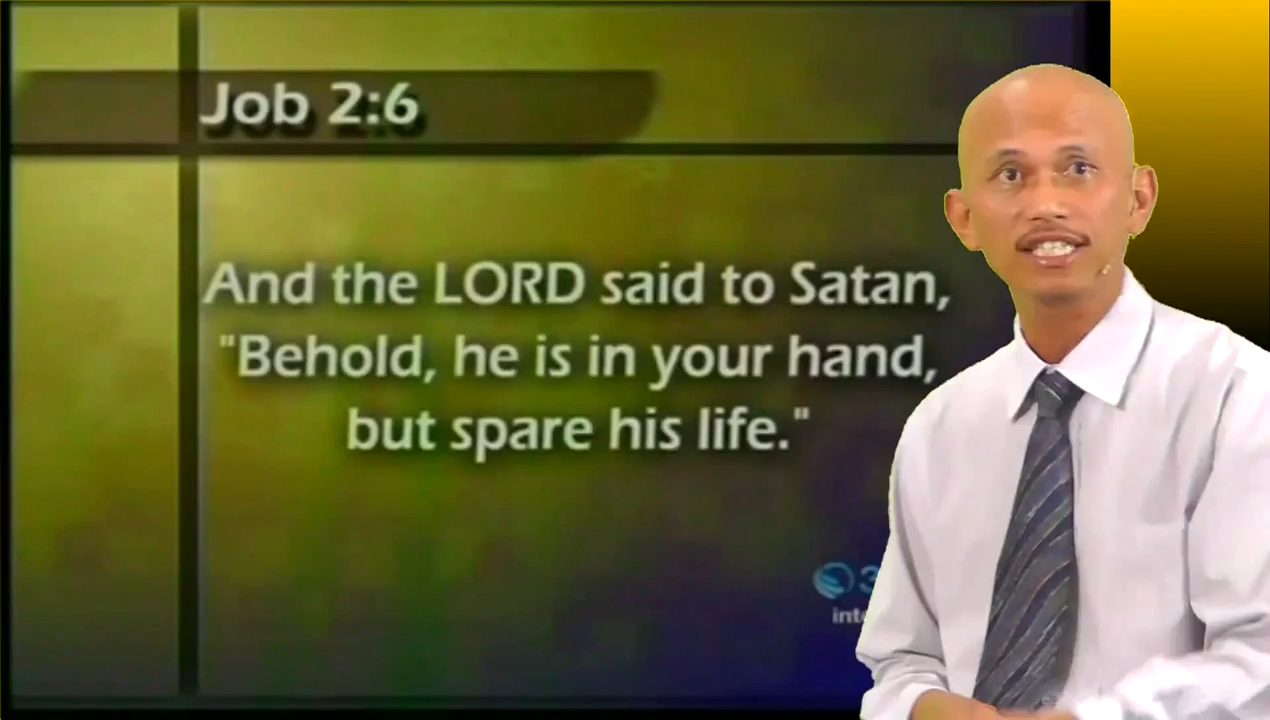 Job 2:6
And the LORD said to Satan,
"Behold, he is in your hand,
but spare his life."